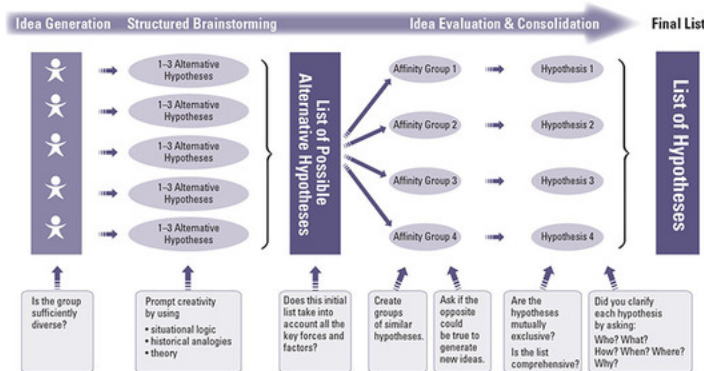 Idea Generation
Structured Brainstorming
Idea Evaluation & Consolidation
Final List
1–3 Alternative
Hypotheses
1–3 Alternative
Hypotheses
1–3 Alternative
Hypotheses
1–3 Alternative
Hypotheses
1–3 Alternative
Hypotheses
List of Possible
Alternative Hypotheses
Affinity Group 1
Affinity Group 2
Affinity Group 3
Affinity Group 4
Hypothesis 1
Hypothesis 2
Hypothesis 3
Hypothesis 4
List of Hypotheses
Is the group
sufficiently
diverse?
Prompt creativity
by using
• situational logic
• historical analogies
• theory
Does this initial
list take into
account all the
key forces and
factors?
Create
groups
of similar
hypotheses.
Ask if the
opposite
could
be true to
generate
new ideas.
Are the
hypotheses
mutually
exclusive?
Is the list
comprehensive?
Did you clarify
each hypothesis
by asking:
Who? What?
How? When? Where?
Why?